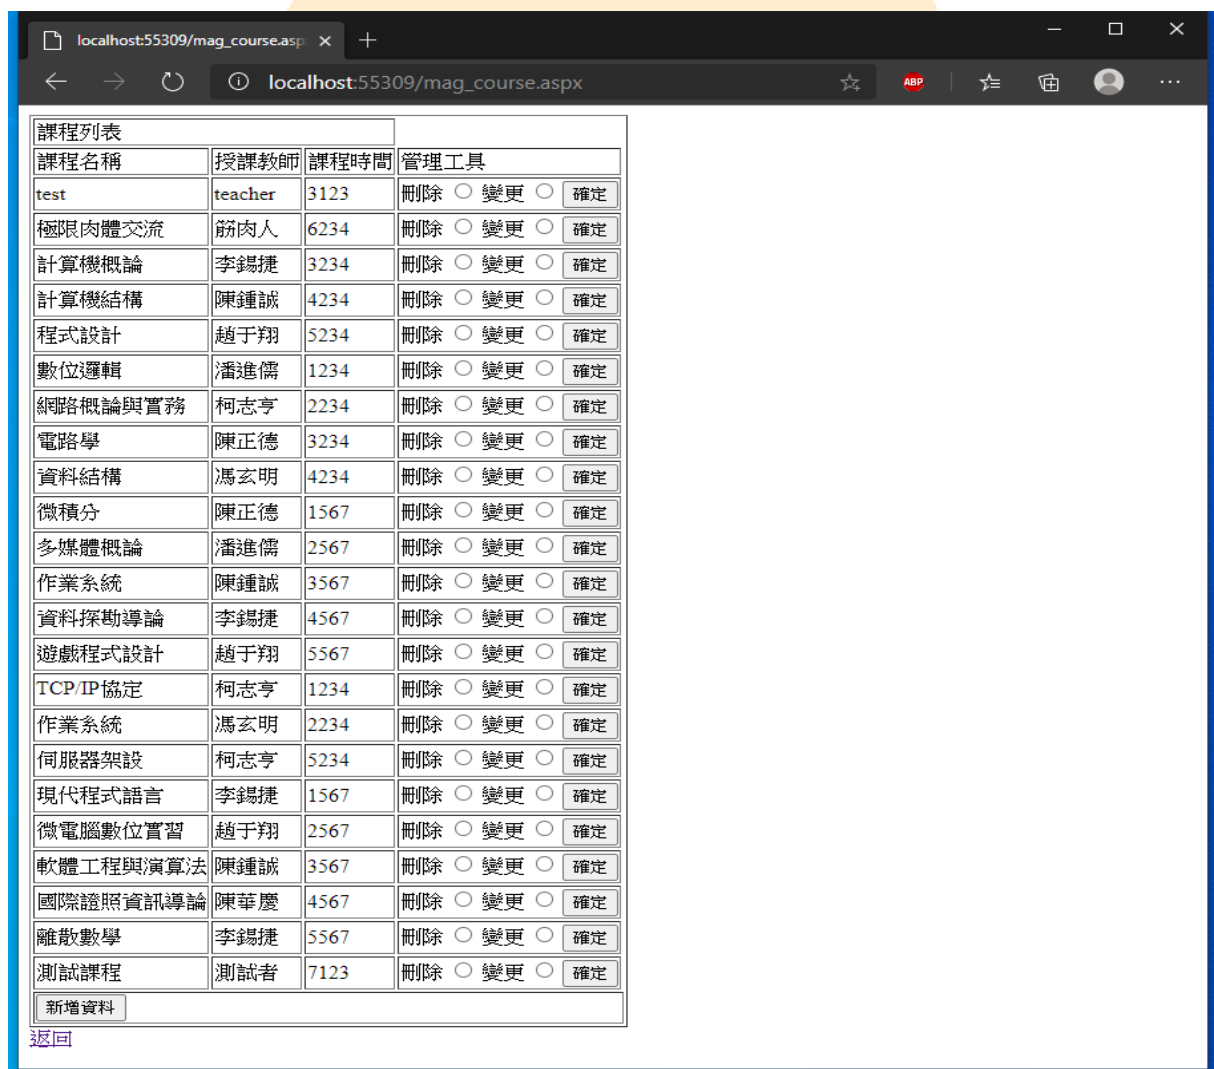 localhost:55309/mag_course.asp
localhost:55309/mag_course.aspx
ABP
課程列表
課程名稱 授課教師 課程時間 管理工具
test teacher 3123 刪除 變更 確定
極限肉體交流 筋肉人 6234 刪除 變更 確定
計算機概論 李錫捷 3234 刪除 變更 確定
計算機結構 陳鍾誠 4234 刪除 變更 確定
程式設計 趙于翔 5234 刪除 變更 確定
數位邏輯 潘進儒 1234 刪除 變更 確定
網路概論與實務 柯志亨 2234 刪除 變更 確定
電路學 陳正德 3234 刪除 變更 確定
資料結構 馮玄明 4234 刪除 變更 確定
微積分 陳正德 1567 刪除 變更 確定
多媒體概論 潘進儒 2567 刪除 變更 確定
作業系統 陳鍾誠 3567 刪除 變更 確定
資料探勘導論 李錫捷 4567 刪除 變更 確定
遊戲程式設計 趙于翔 5567 刪除 變更 確定
TCP/IP協定 柯志亨 1234 刪除 變更 確定
作業系統 馮玄明 2234 刪除 變更 確定
伺服器架設 柯志亨 5234 刪除 變更 確定
現代程式語言 李錫捷 1567 刪除 變更 確定
微電腦數位實習 趙于翔 2567 刪除 變更 確定
軟體工程與演算法 陳鍾誠 3567 刪除 變更 確定
國際證照資訊導論 陳華慶 4567 刪除 變更 確定
離散數學 李錫捷 5567 刪除 變更 確定
測試課程 測試者 7123 刪除 變更 確定
新增資料
返回